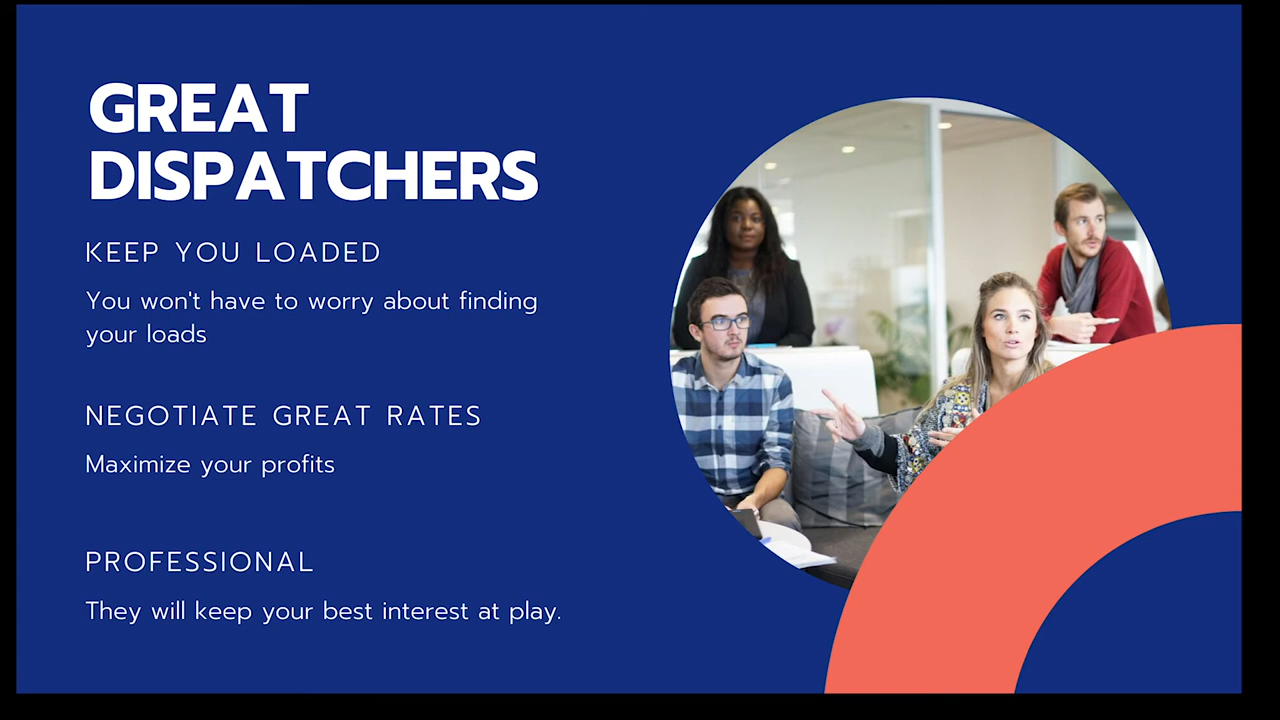 GREAT
DISPATCHERS
KEEP YOU LOADED
You won't have to worry about finding
your loads
NEGOTIATE GREAT RATES
Maximize your profits
PROFESSIONAL
They will keep your best interest at play.